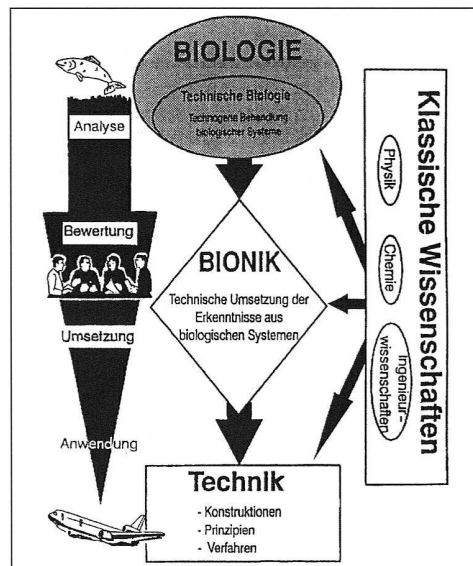 BIOLOGIE
Technische Biologie
Technogene Behandlung
biologischer Systeme
Analyse
Bewertung
Umsetzung
Anwendung
BIONIK
Technische Umsetzung der
Erkenntnisse aus
biologischen Systemen
Technik
- Konstruktionen
- Prinzipien
- Verfahren
Klassische Wissenschaften
Physik
Chemie
Ingenieur-
wissenschaften